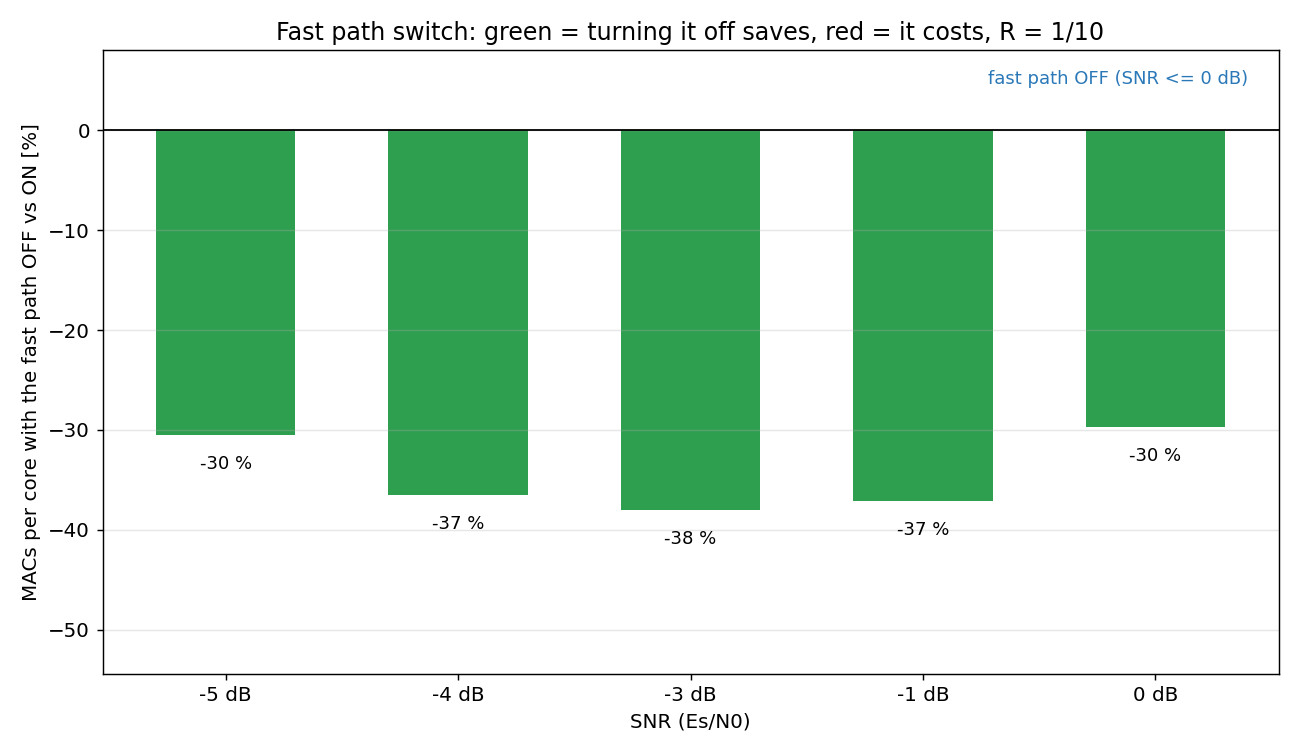 Fast path switch: green = turning it off saves, red = it costs, R = 1/10
fast path OFF (SNR <= 0 dB)
MACs per core with the fast path OFF vs ON [%]
0
−10
−20
−30
−40
−50
-30 %
-37 %
-38 %
-37 %
-30 %
-5 dB
-4 dB
-3 dB
-1 dB
0 dB
SNR (Es/N0)